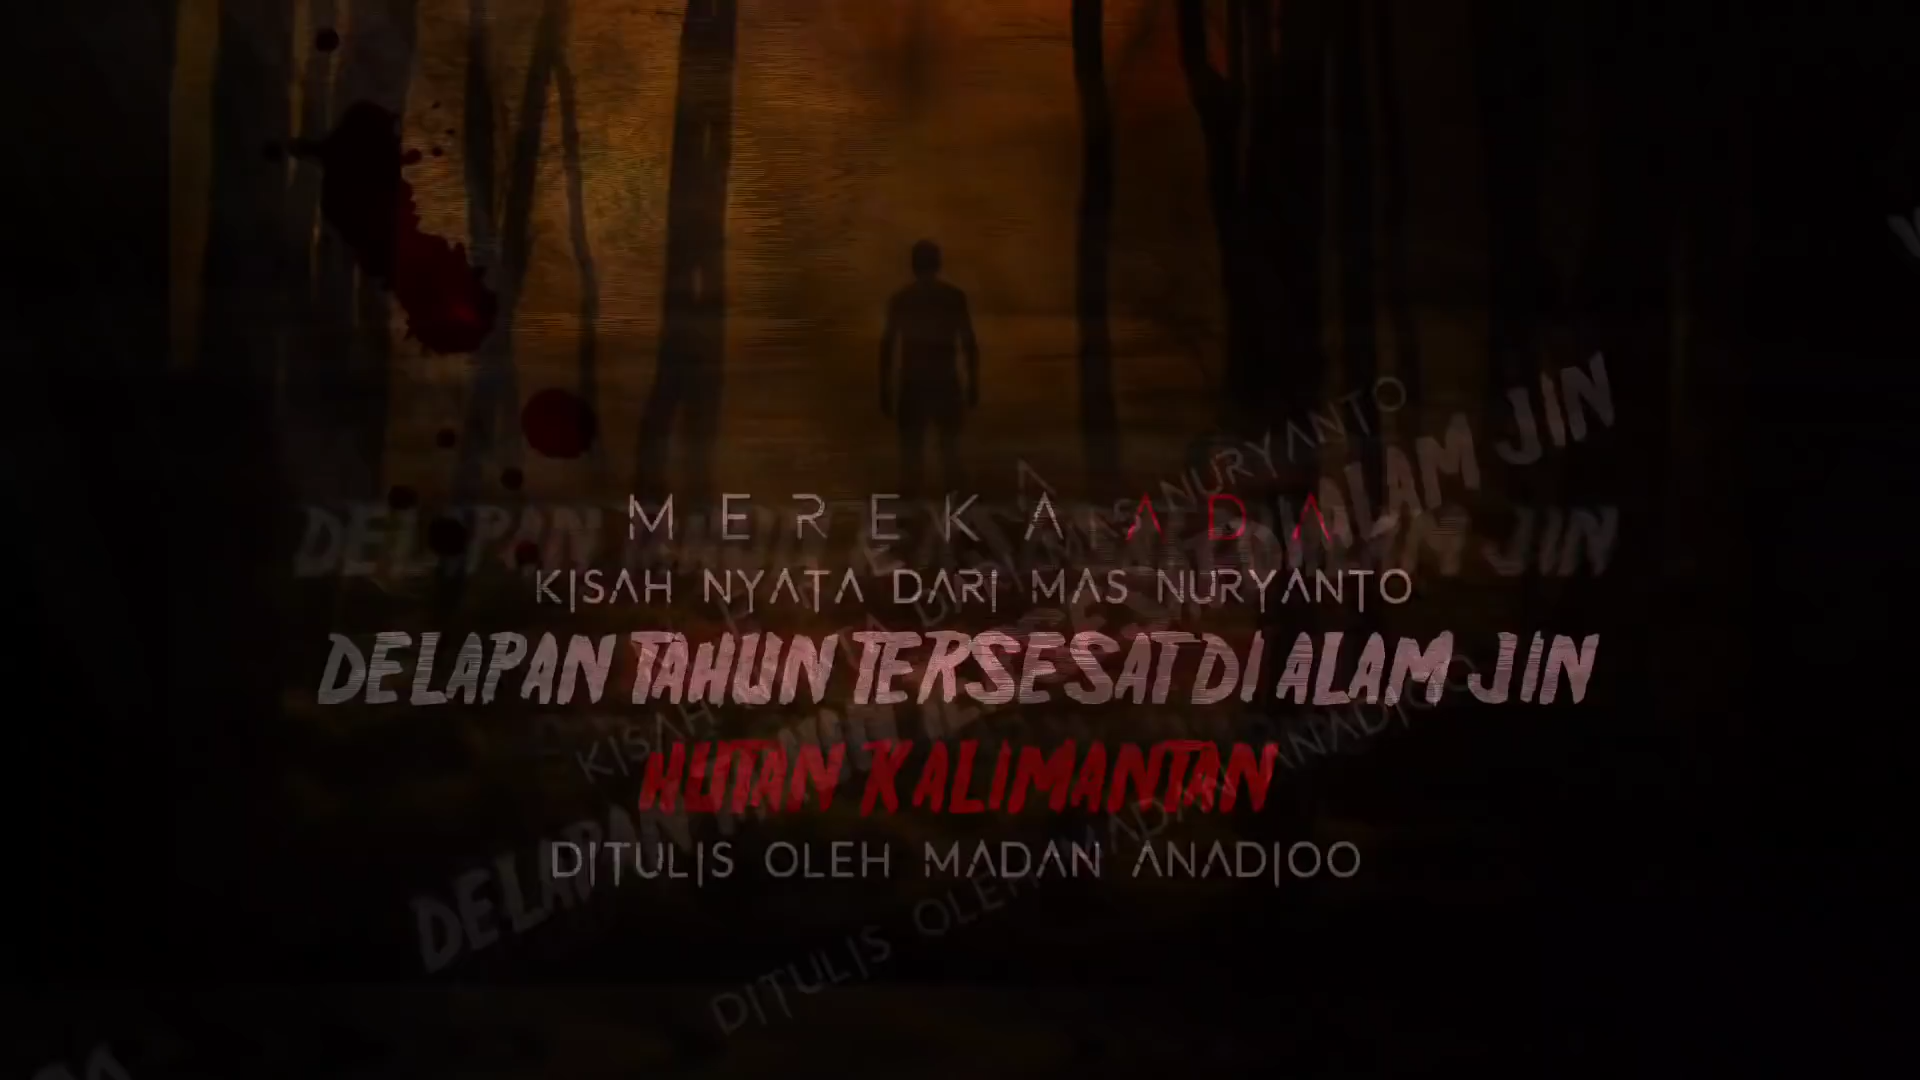 MEREKA ADA
KISAH NYATA DARI MAS NURYANTO
DELAPAN TAHUN TERSESAT DI ALAM JIN
HUTAN KALIMANTAN
DITULIS OLEH MADAN ANADIOO